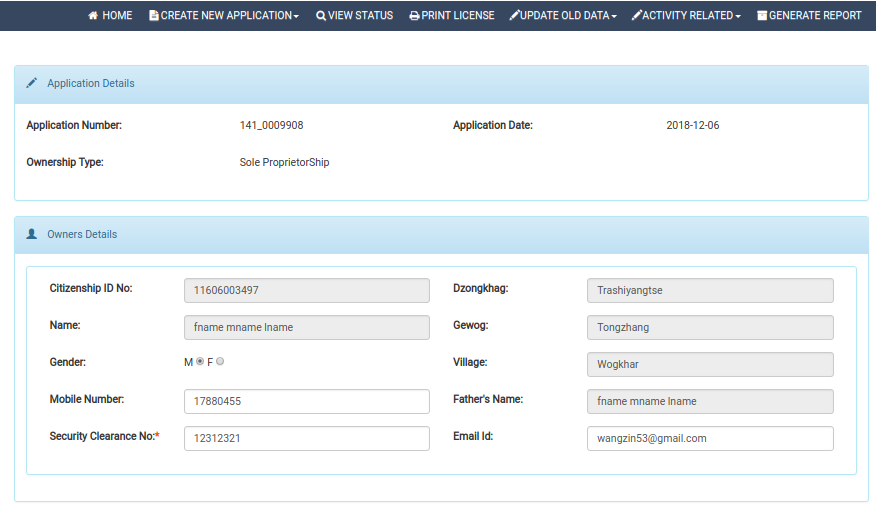 HOME CREATE NEW APPLICATION VIEW STATUS PRINT LICENSE UPDATE OLD DATA ACTIVITY RELATED GENERATE REPORT
Application Details
Application Number: 141_0009908 Application Date: 2018-12-06
Ownership Type: Sole ProprietorShip
Owners Details
Citizenship ID No: 11606003497 Dzongkhag: Trashiyangtse
Name: fname mname lname Gewog: Tongzhang
Gender: M F Village: Wogkhar
Mobile Number: 17880455 Father's Name: fname mname lname
Security Clearance No:* 12312321 Email Id: wangzin53@gmail.com